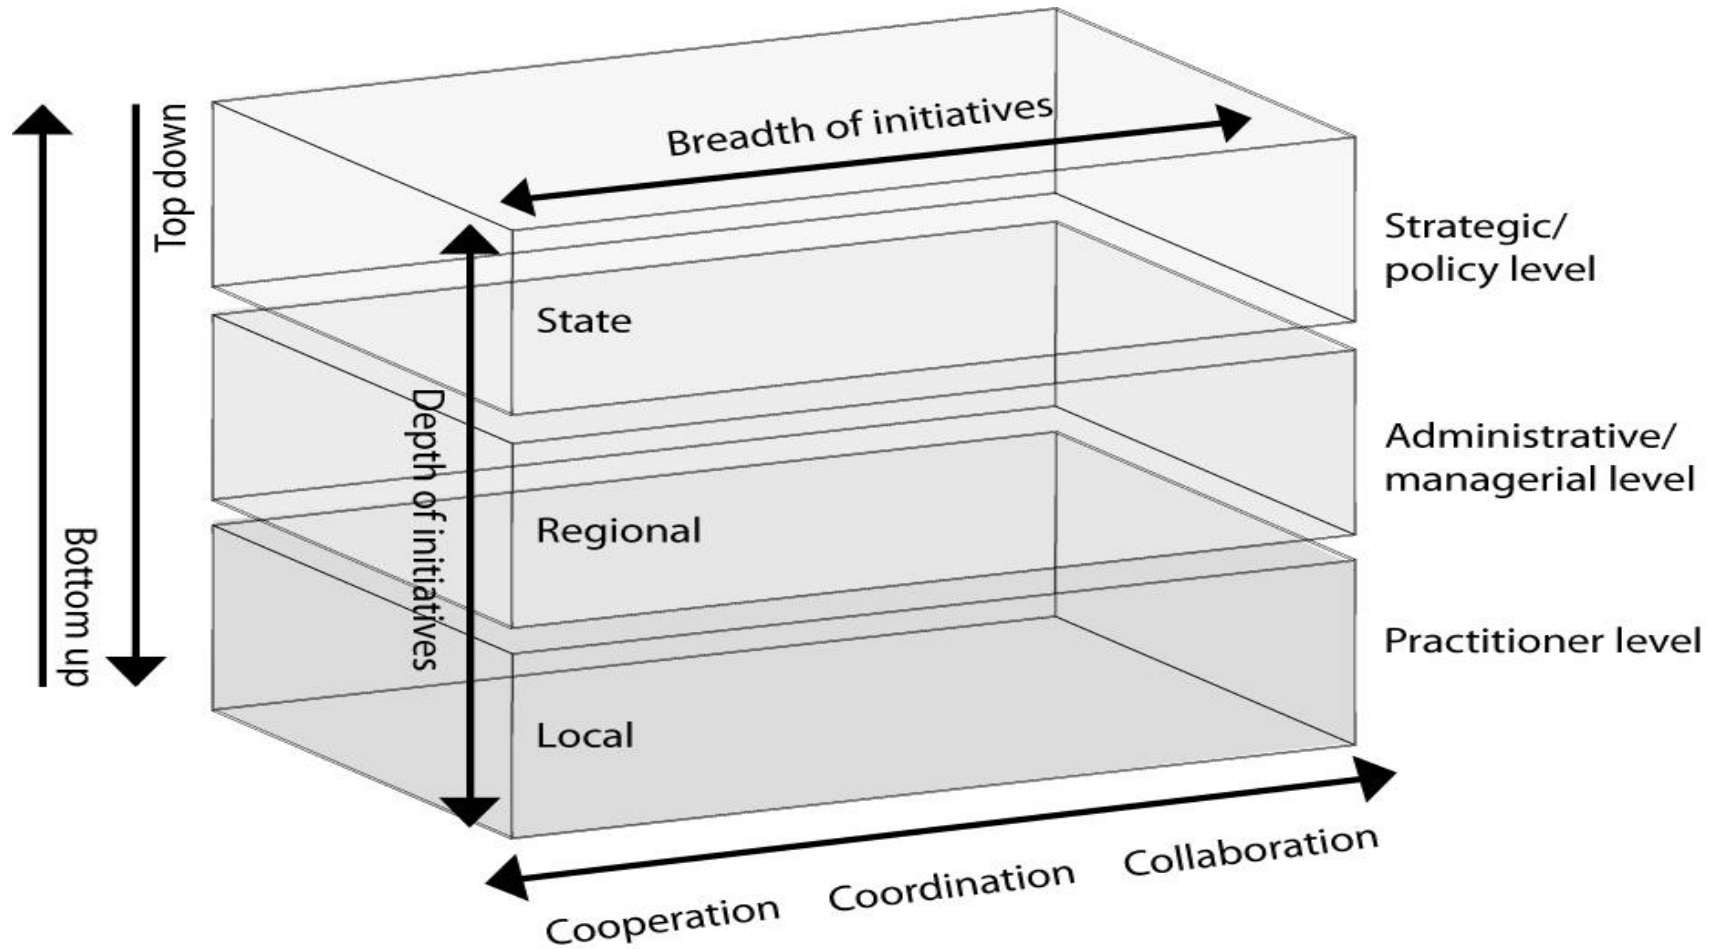 Top down
Bottom up
Breadth of initiatives
Depth of initiatives
State
Regional
Local
Strategic/
policy level
Administrative/
managerial level
Practitioner level
Cooperation Coordination Collaboration